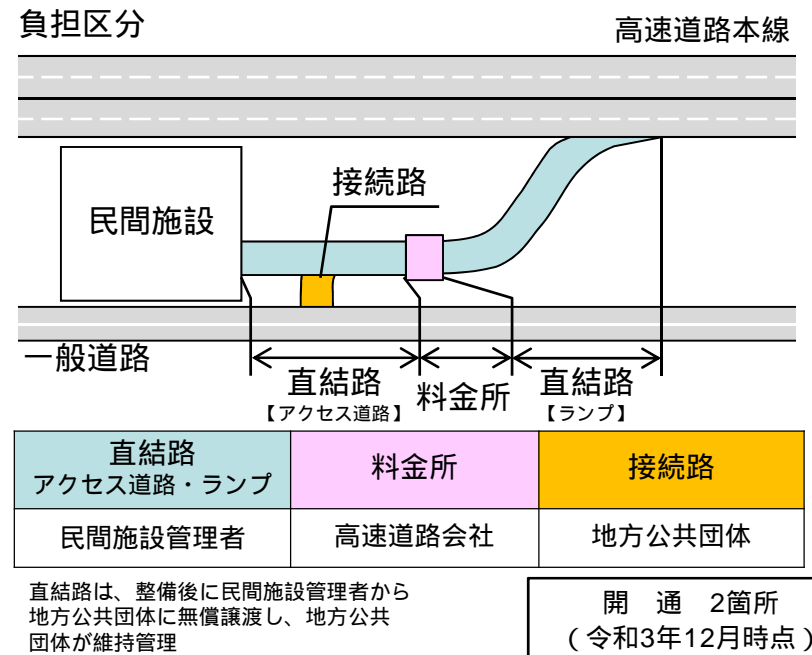 負担区分
高速道路本線
接続路
民間施設
一般道路
直結路
【アクセス道路】
料金所
直結路
【ランプ】
直結路
アクセス道路・ランプ
料金所
接続路
民間施設管理者
高速道路会社
地方公共団体
直結路は、整備後に民間施設管理者から
地方公共団体に無償譲渡し、地方公共
団体が維持管理
開　通　2箇所
（令和3年12月時点）